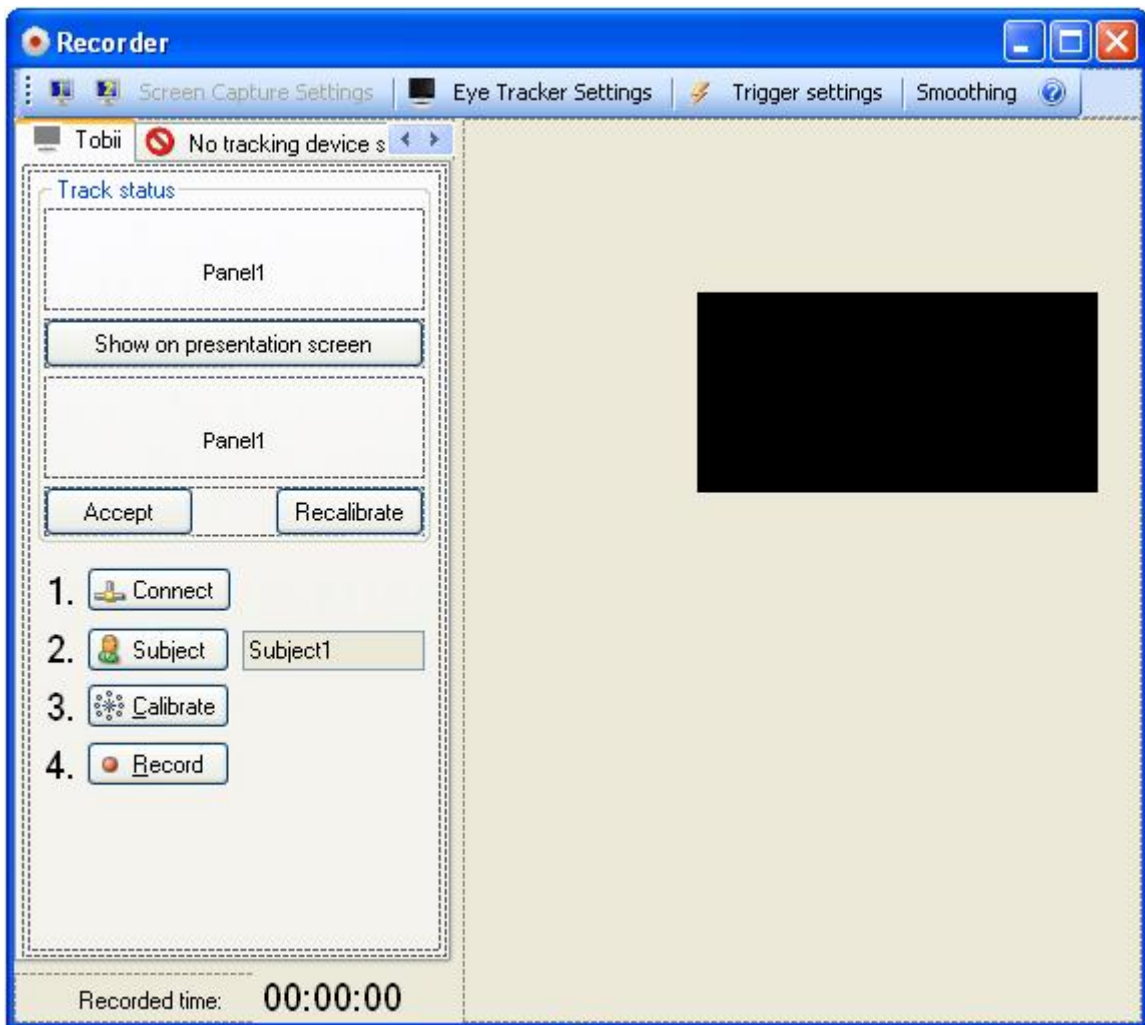 Recorder
Screen Capture Settings Eye Tracker Settings Trigger settings Smoothing
Tobii No tracking device s
Track status
Panel1
Show on presentation screen
Panel1
Accept Recalibrate
1. Connect
2. Subject Subject1
3. Calibrate
4. Record
Recorded time: 00:00:00